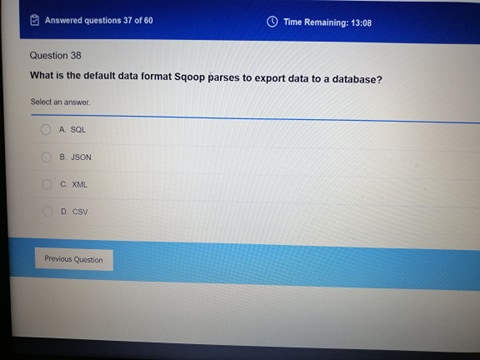 Answered questions 37 of 60
Time Remaining: 13:08
Question 38
What is the default data format Sqoop parses to export data to a database?
Select an answer.
A. SQL
B. JSON
C. XML
D. CSV
Previous Question